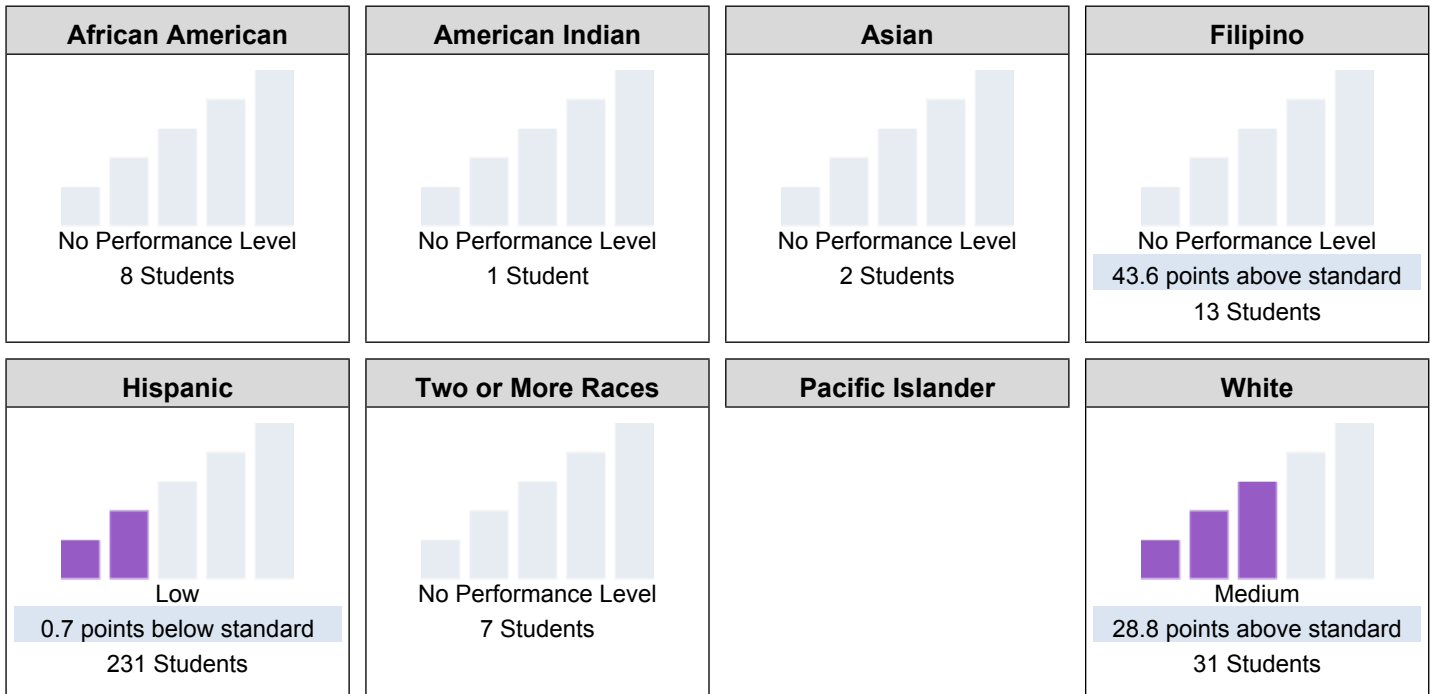 African American
No Performance Level
8 Students
American Indian
No Performance Level
1 Student
Asian
No Performance Level
2 Students
Filipino
No Performance Level
43.6 points above standard
13 Students
Hispanic
Low
0.7 points below standard
231 Students
Two or More Races
No Performance Level
7 Students
Pacific Islander
White
Medium
28.8 points above standard
31 Students